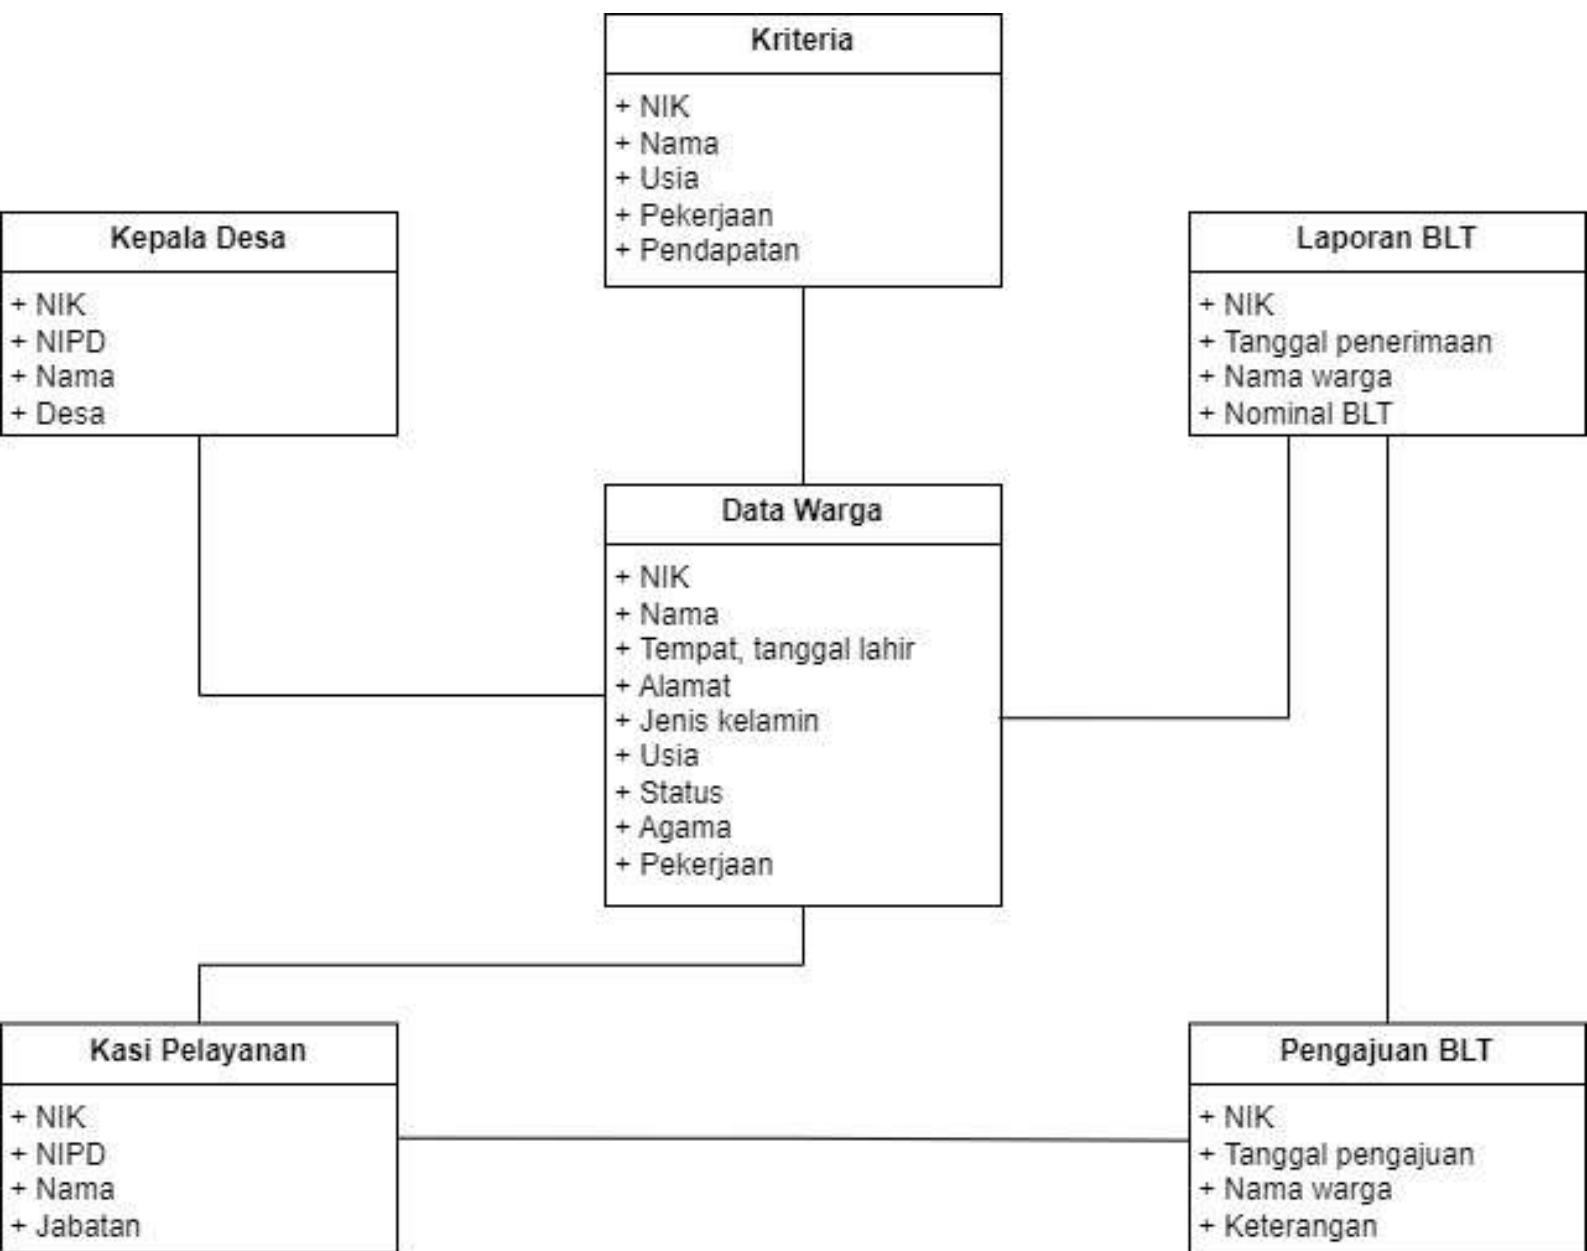 Kriteria
+ NIK
+ Nama
+ Usia
+ Pekerjaan
+ Pendapatan
Kepala Desa
+ NIK
+ NIPD
+ Nama
+ Desa
Laporan BLT
+ NIK
+ Tanggal penerimaan
+ Nama warga
+ Nominal BLT
Data Warga
+ NIK
+ Nama
+ Tempat, tanggal lahir
+ Alamat
+ Jenis kelamin
+ Usia
+ Status
+ Agama
+ Pekerjaan
Kasi Pelayanan
+ NIK
+ NIPD
+ Nama
+ Jabatan
Pengajuan BLT
+ NIK
+ Tanggal pengajuan
+ Nama warga
+ Keterangan